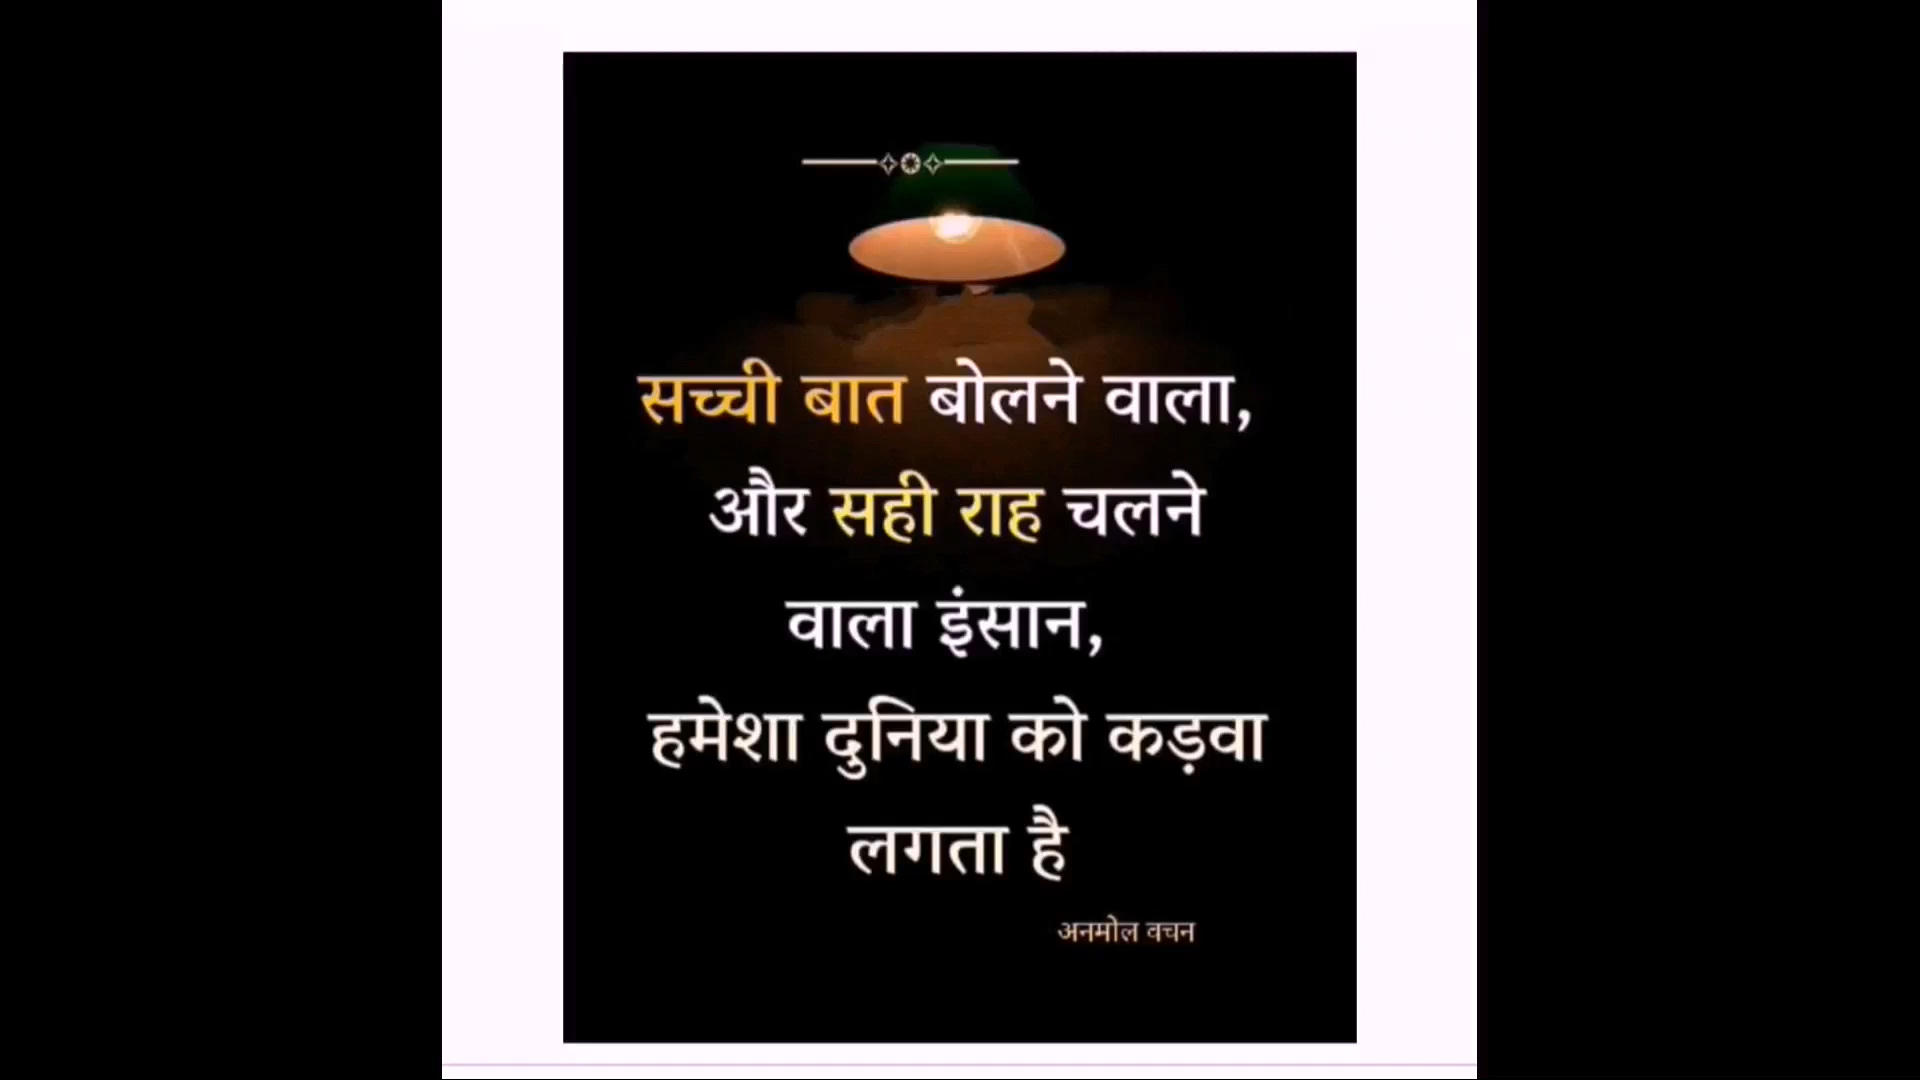 सच्ची बात बोलने वाला,
और सही राह चलने
वाला इंसान,
हमेशा दुनिया को कड़वा
लगता है
अनमोल वचन